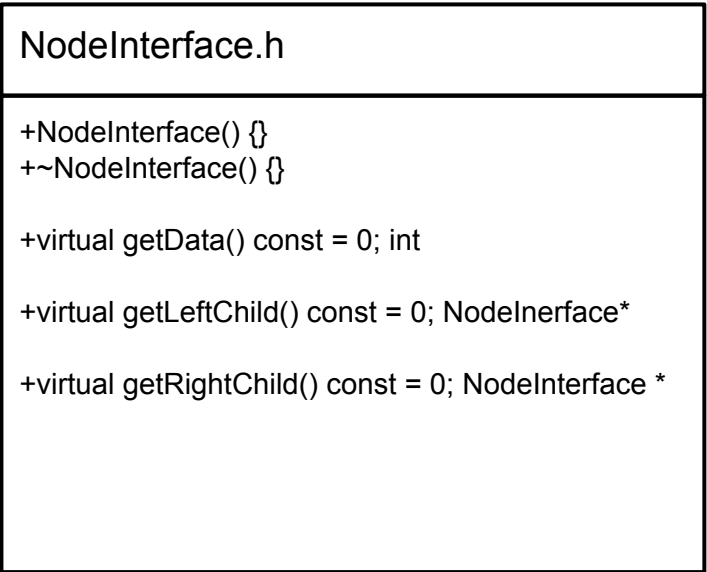 NodeInterface.h
+NodeInterface() {}
+~NodeInterface() {}
+virtual getData() const = 0; int
+virtual getLeftChild() const = 0; NodeInerface*
+virtual getRightChild() const = 0; NodeInterface *